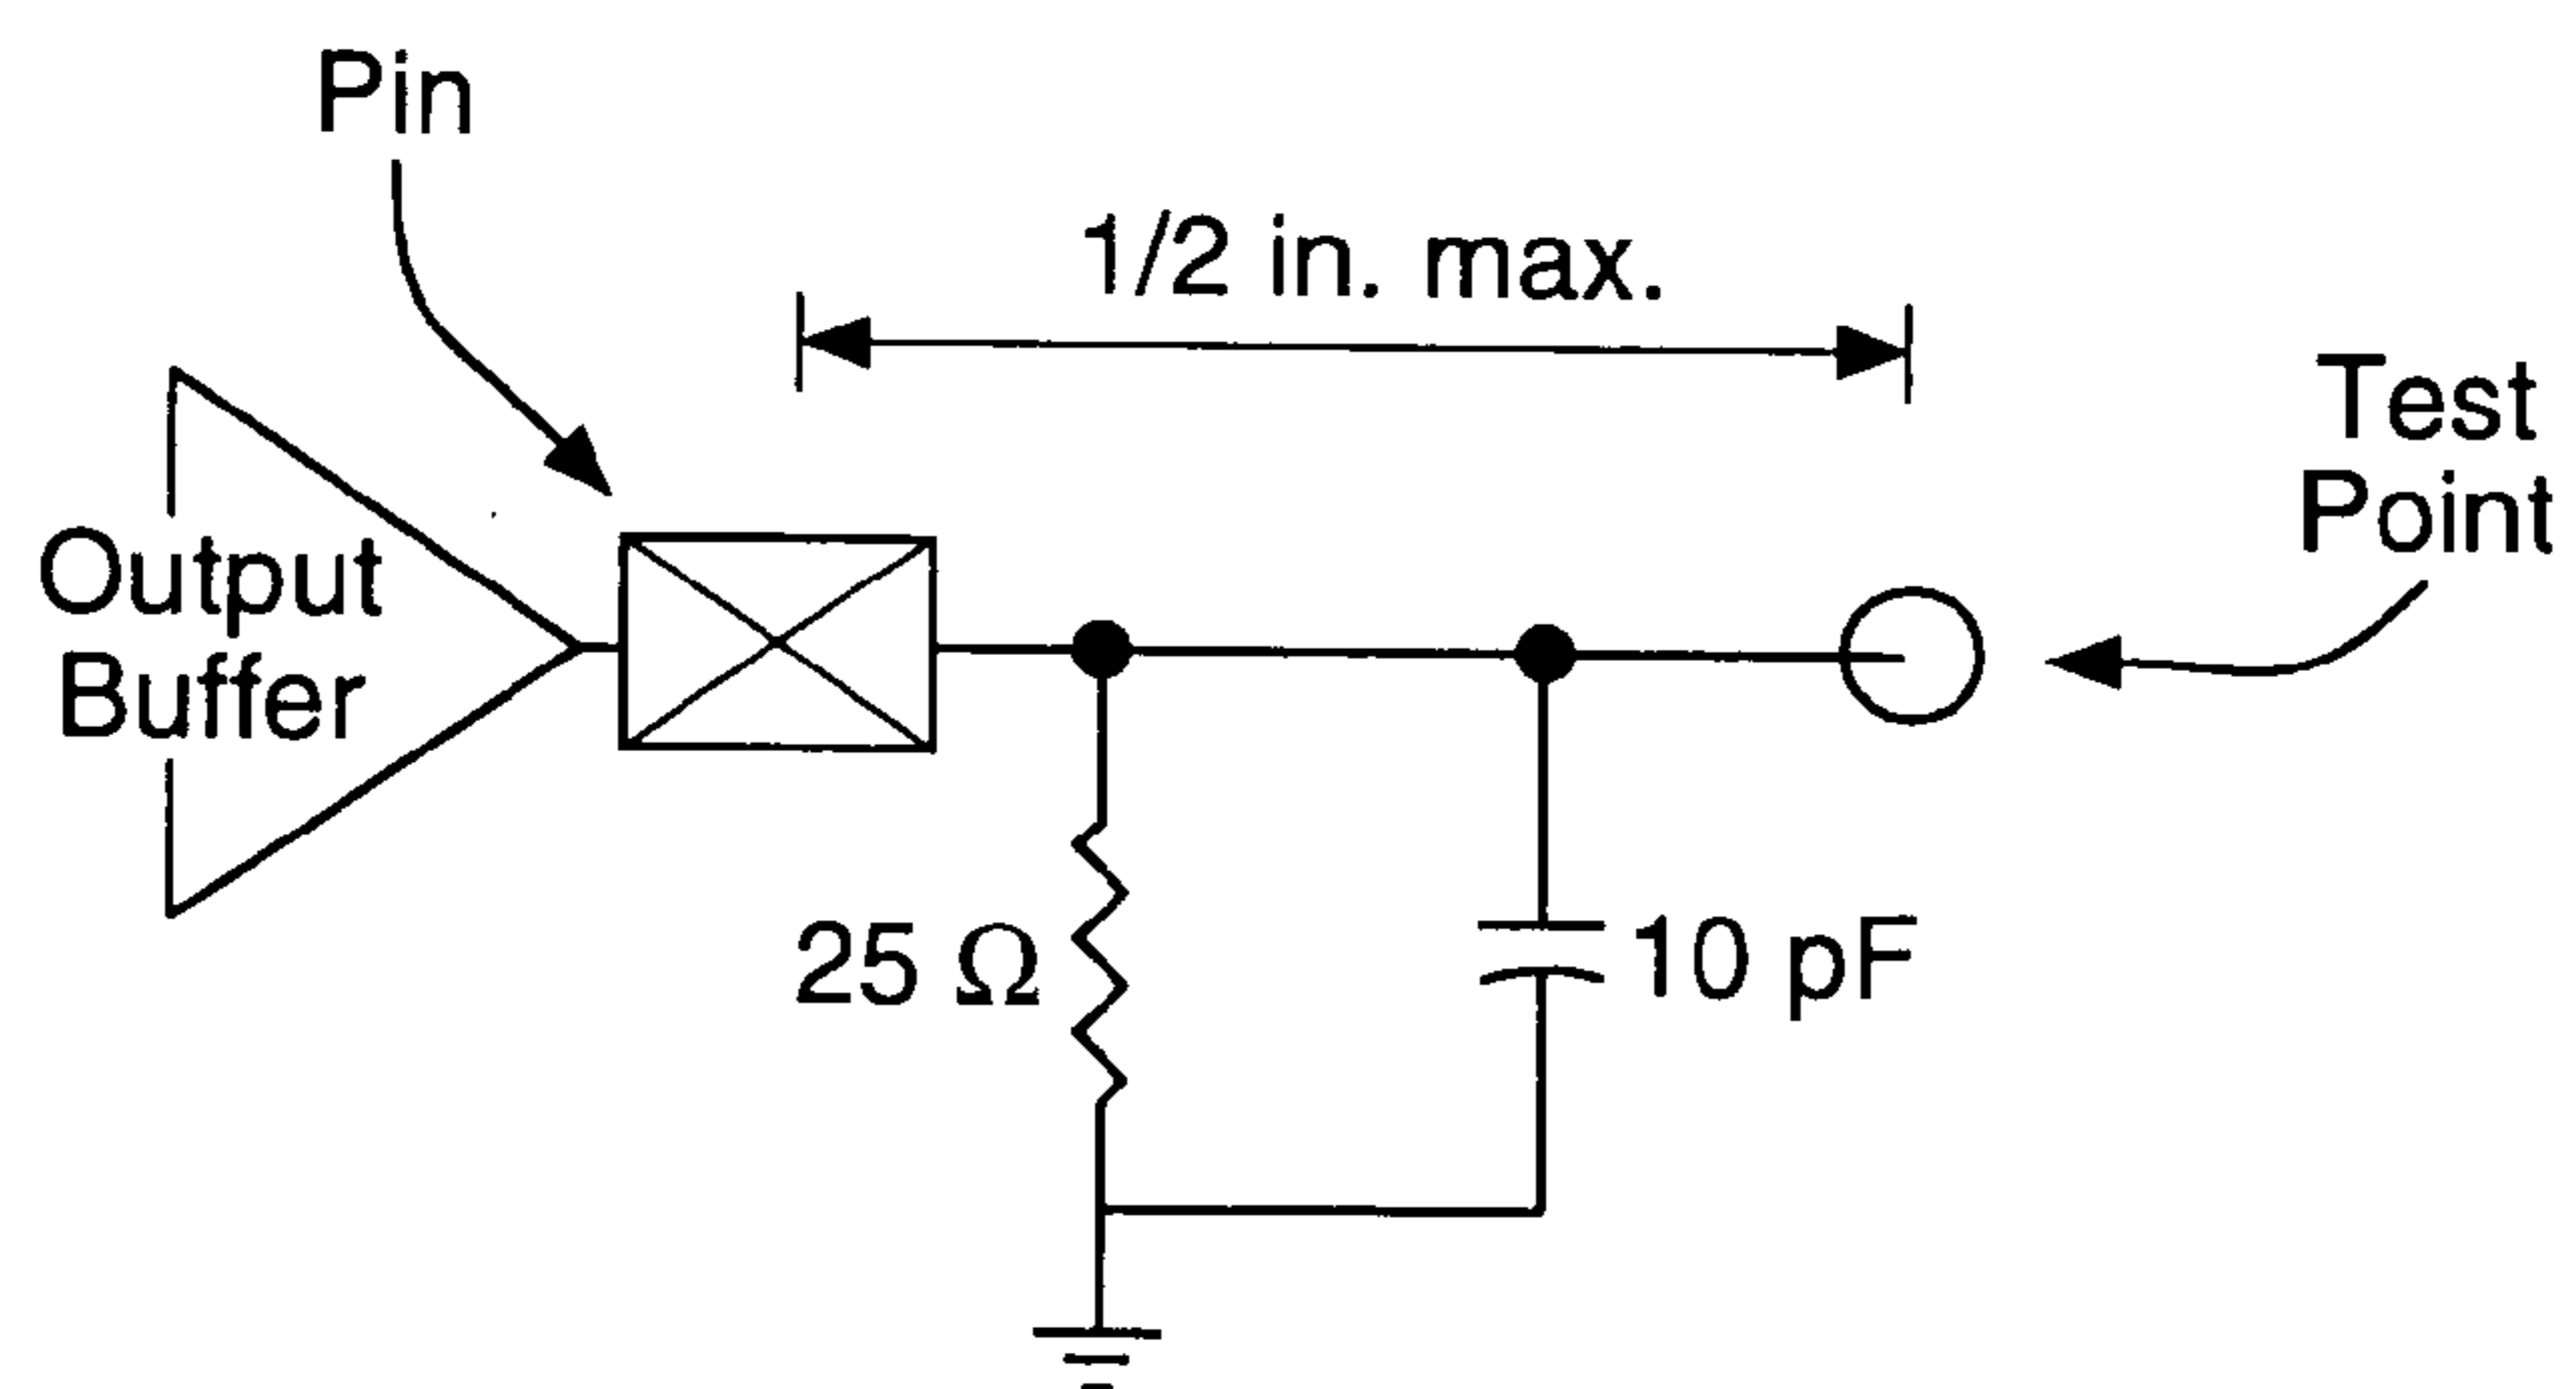 Pin
1/2 in. max.
Test
Point
Output
Buffer
25 Ω
10 pF